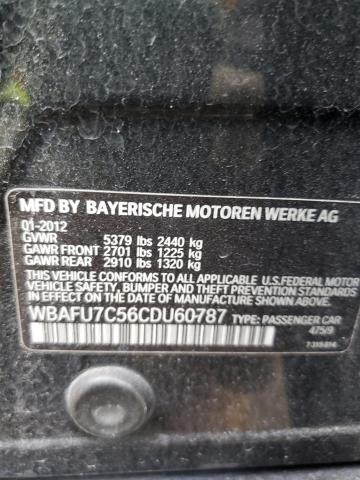 MFD BY BAYERISCHE MOTOREN WERKE AG
01-2012
GVWR 5379 lbs 2440 kg
GAWR FRONT 2701 lbs 1225 kg
GAWR REAR 2910 lbs 1320 kg
THIS VEHICLE CONFORMS TO ALL APPLICABLE U.S.FEDERAL MOTOR
VEHICLE SAFETY, BUMPER, AND THEFT PREVENTION STANDARDS
IN EFFECT ON THE DATE OF MANUFACTURE SHOWN ABOVE.
WBAFU7C56CDU60787 TYPE: PASSENGER CAR
475/9